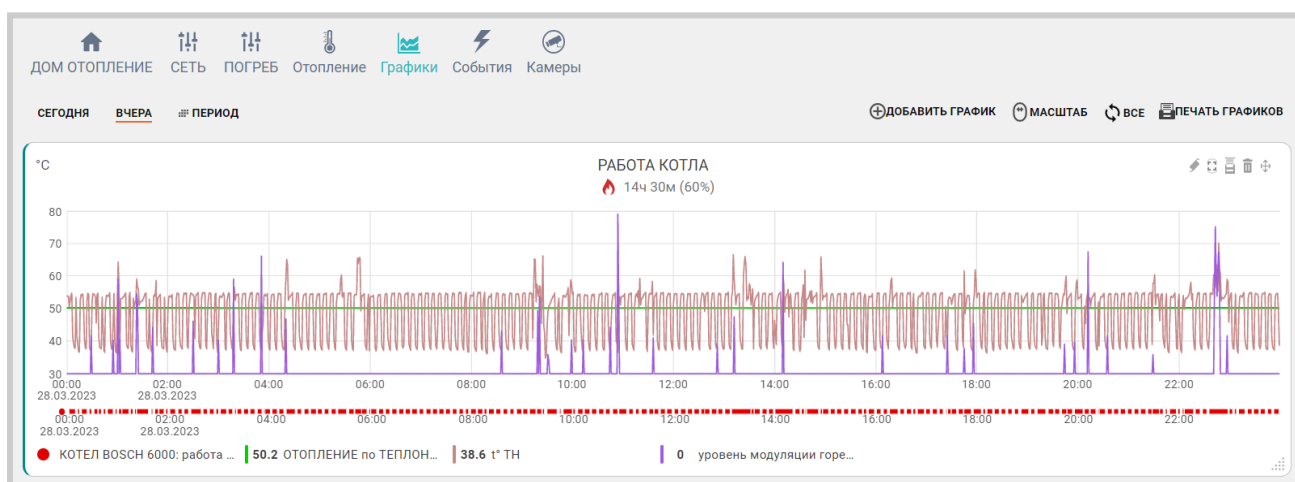 ДОМ ОТОПЛЕНИЕ СЕТЬ ПОГРЕБ Отопление Графики События Камеры
СЕГОДНЯ ВЧЕРА ПЕРИОД ДОБАВИТЬ ГРАФИК МАСШТАБ ВСЕ ПЕЧАТЬ ГРАФИКОВ
°C РАБОТА КОТЛА
14ч 30м (60%)
80
70
60
50
40
30
00:00 02:00 04:00 06:00 08:00 10:00 12:00 14:00 16:00 18:00 20:00 22:00
28.03.2023 28.03.2023
00:00 02:00 04:00 06:00 08:00 10:00 12:00 14:00 16:00 18:00 20:00 22:00
28.03.2023 28.03.2023
КОТЕЛ BOSCH 6000: работа ... 50.2 ОТОПЛЕНИЕ по ТЕПЛОН... 38.6 t° ТН 0 уровень модуляции горе...